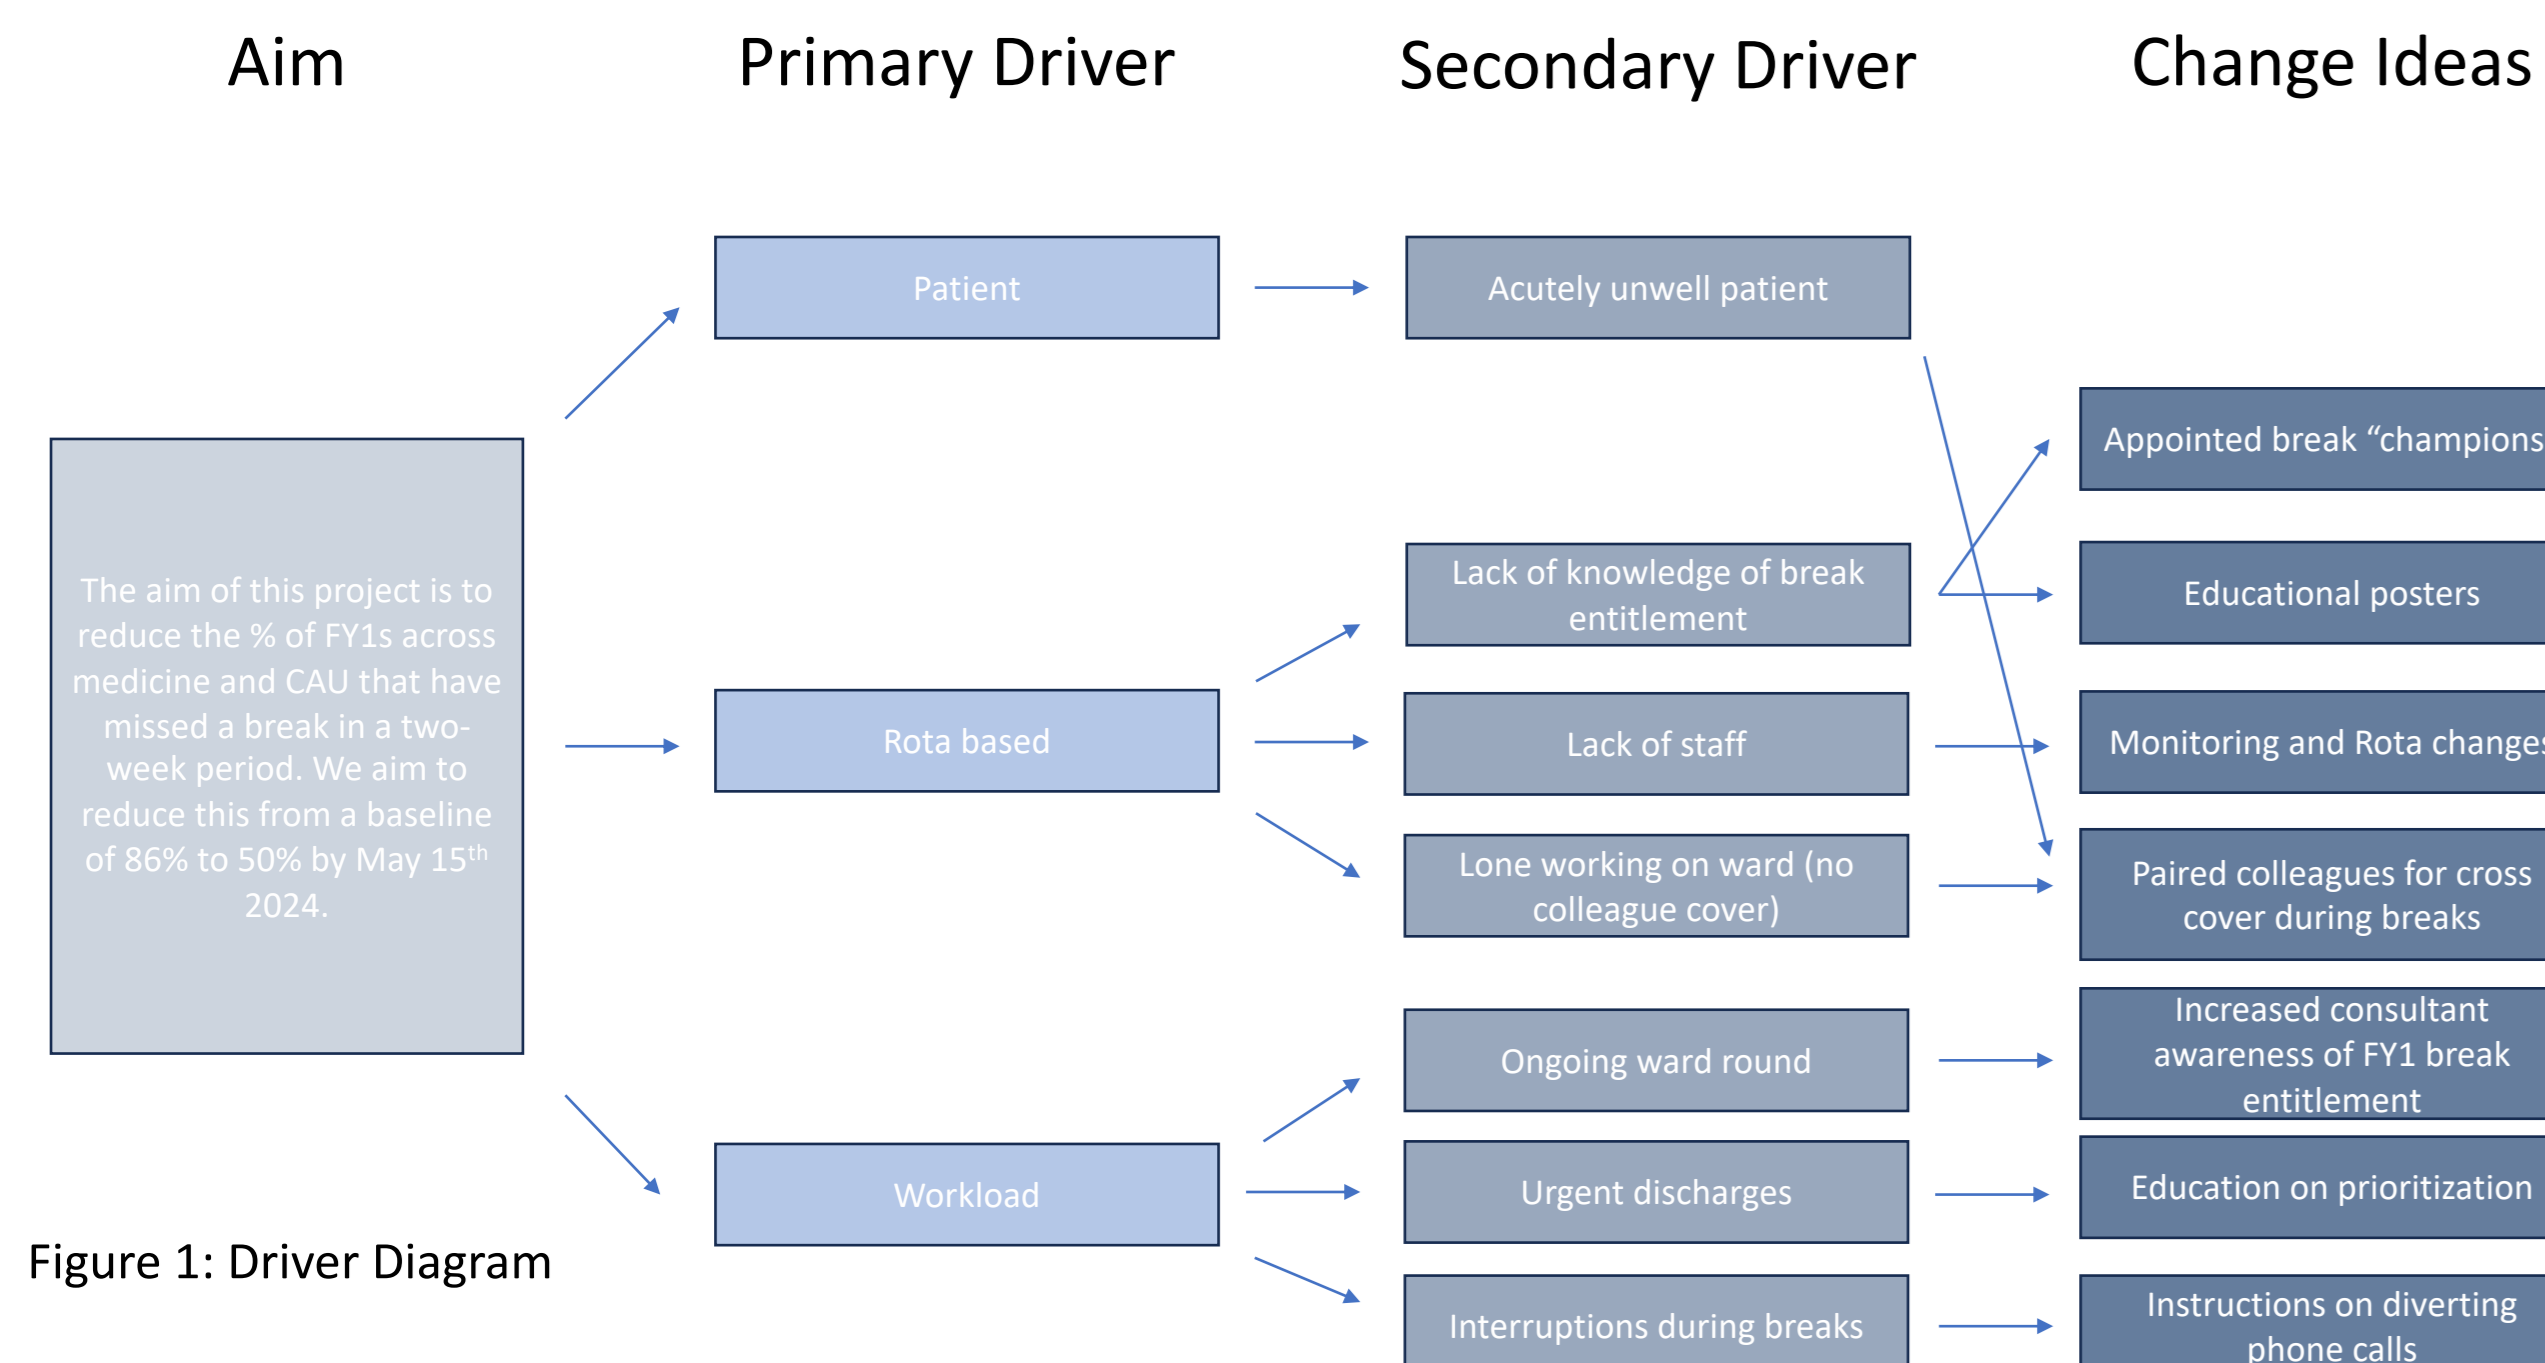 Aim
Primary Driver
Secondary Driver
Change Ideas
The aim of this project is to
reduce the % of FY1s across
medicine and CAU that have
missed a break in a two-
week period. We aim to
reduce this from a baseline
of 86% to 50% by May 15th
2024.
Patient
Rota based
Workload
Acutely unwell patient
Lack of knowledge of break
entitlement
Lack of staff
Lone working on ward (no
colleague cover)
Ongoing ward round
Urgent discharges
Interruptions during breaks
Appointed break “champions
Educational posters
Monitoring and Rota changes
Paired colleagues for cross
cover during breaks
Increased consultant
awareness of FY1 break
entitlement
Education on prioritization
Instructions on diverting
phone calls
Figure 1: Driver Diagram